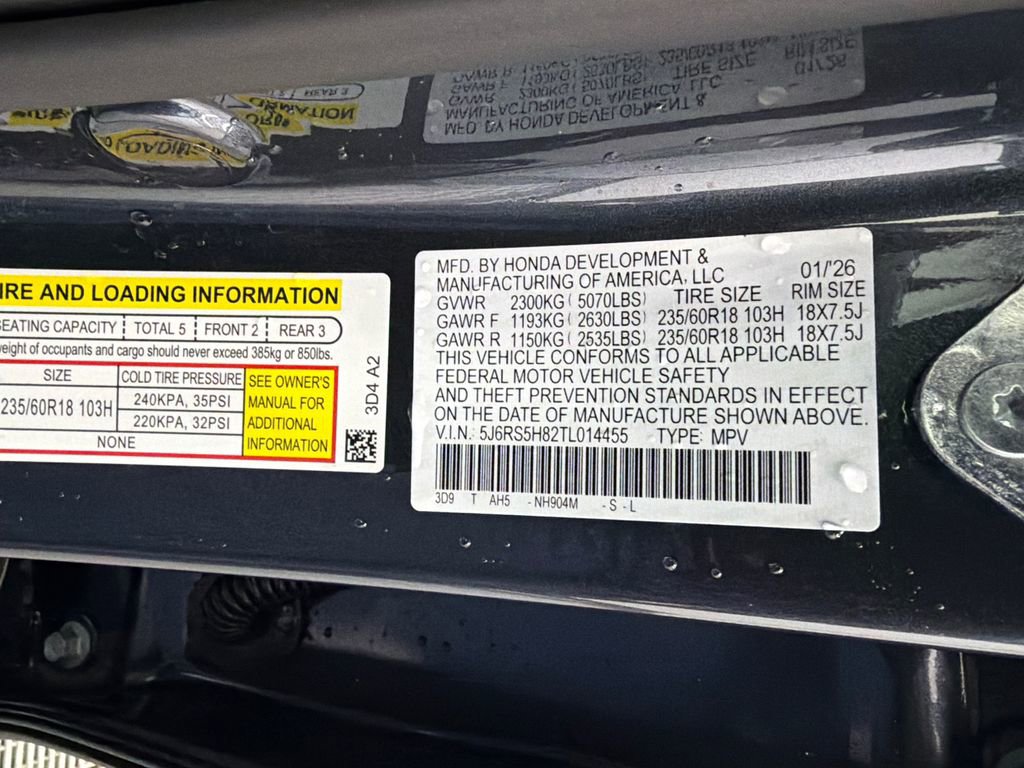 IRE AND LOADING INFORMATION
SEATING CAPACITY TOTAL 5 FRONT 2 REAR 3
weight of occupants and cargo should never exceed 385kg or 850lbs.
SIZE COLD TIRE PRESSURE
235/60R18 103H 240KPA, 35PSI
220KPA, 32PSI
NONE
SEE OWNER'S
MANUAL FOR
ADDITIONAL
INFORMATION
3D4 A2
MFD. BY HONDA DEVELOPMENT &
MANUFACTURING OF AMERICA, LLC 01/'26
GVWR 2300KG ( 5070LBS) TIRE SIZE RIM SIZE
GAWR F 1193KG ( 2630LBS) 235/60R18 103H 18X7.5J
GAWR R 1150KG ( 2535LBS) 235/60R18 103H 18X7.5J
THIS VEHICLE CONFORMS TO ALL APPLICABLE
FEDERAL MOTOR VEHICLE SAFETY
AND THEFT PREVENTION STANDARDS IN EFFECT
ON THE DATE OF MANUFACTURE SHOWN ABOVE.
V.I.N. 5J6RS5H82TL014455 TYPE: MPV
3D9 T AH5 -NH904M -S-L